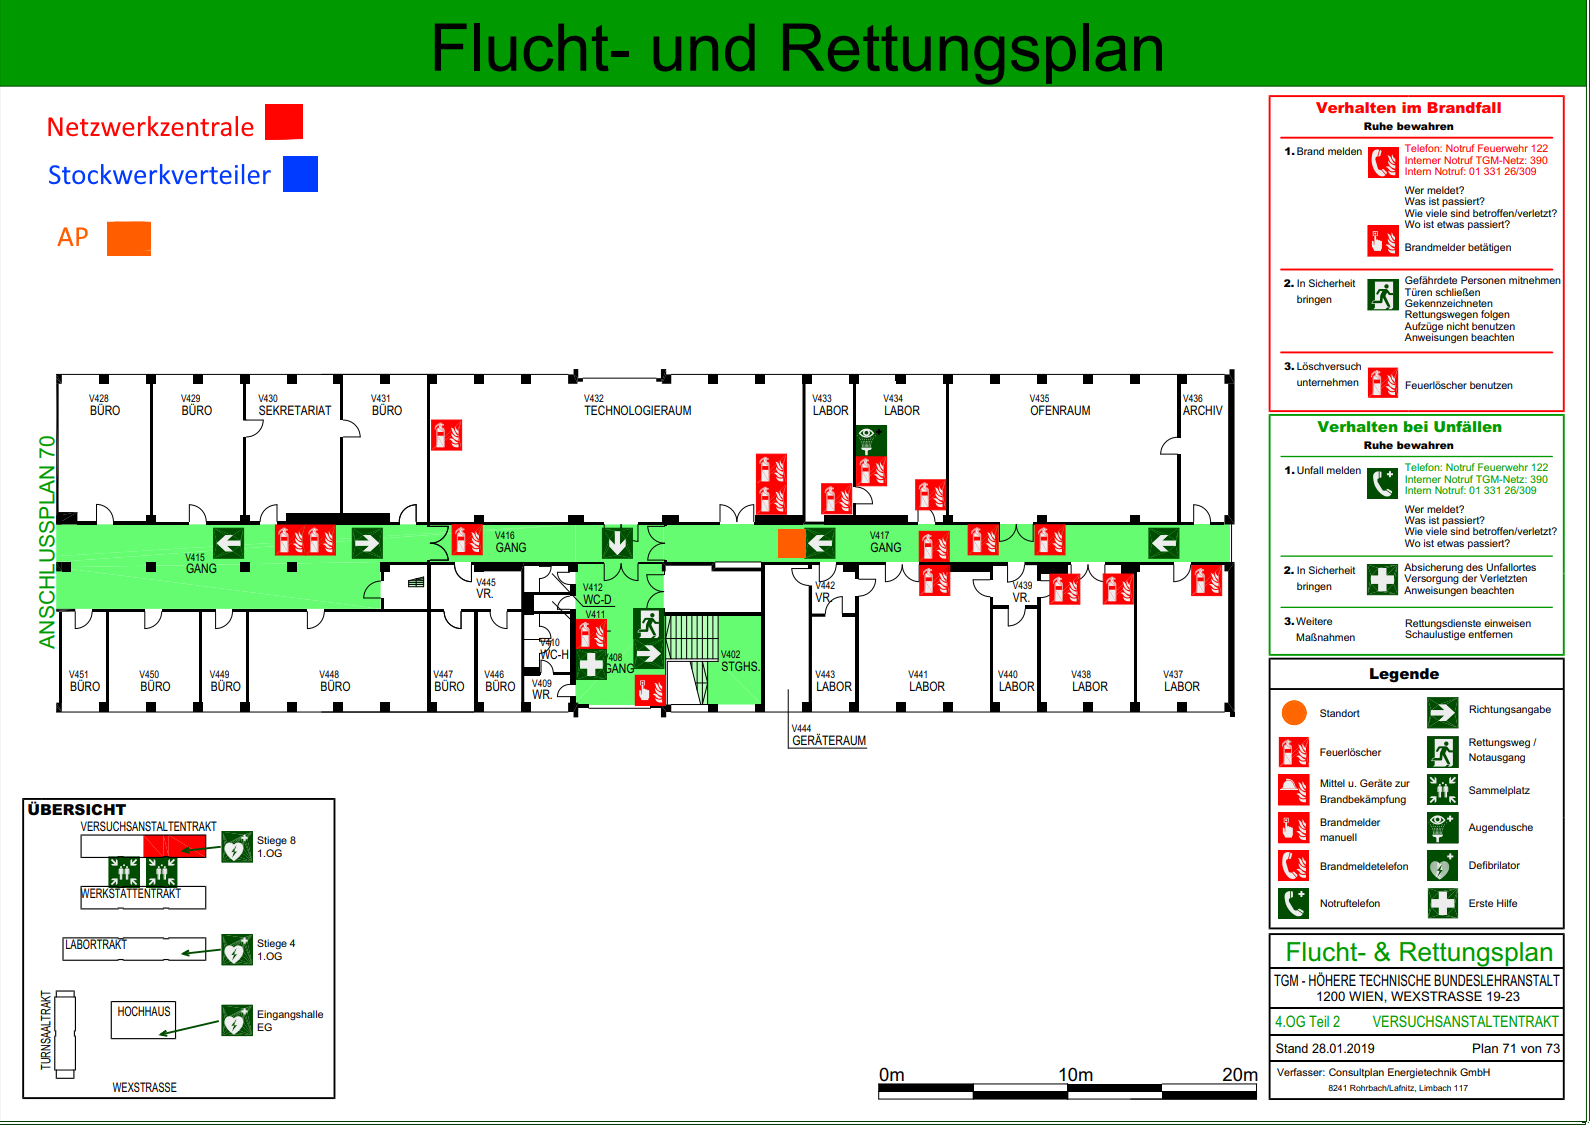 Flucht- und Rettungsplan
Netzwerkzentrale
Stockwerkverteiler
AP
ANSCHLUSSPLAN 70
V428
BÜRO
V429
BÜRO
V430
SEKRETARIAT
V431
BÜRO
V432
TECHNOLOGIERAUM
V433
LABOR
V434
LABOR
V435
OFENRAUM
V436
ARCHIV
V415
GANG
V416
GANG
V417
GANG
V445
VR.
V412
WC-D
V411
V410
WC-H
V408
GANG
V409
WR.
V402
STGHS.
V442
VR.
V439
VR.
V451
BÜRO
V450
BÜRO
V449
BÜRO
V448
BÜRO
V447
BÜRO
V446
BÜRO
V443
LABOR
V441
LABOR
V440
LABOR
V438
LABOR
V437
LABOR
V444
GERÄTERAUM
Verhalten im Brandfall
Ruhe bewahren
1. Brand melden
Telefon: Notruf Feuerwehr 122
Interner Notruf TGM-Netz: 390
Intern Notruf: 01 331 26/309
Wer meldet?
Was ist passiert?
Wie viele sind betroffen/verletzt?
Wo ist etwas passiert?
Brandmelder betätigen
2. In Sicherheit
bringen
Gefährdete Personen mitnehmen
Türen schließen
Gekennzeichneten
Rettungswegen folgen
Aufzüge nicht benutzen
Anweisungen beachten
3. Löschversuch
unternehmen
Feuerlöscher benutzen
Verhalten bei Unfällen
Ruhe bewahren
1. Unfall melden
Telefon: Notruf Feuerwehr 122
Interner Notruf TGM-Netz: 390
Intern Notruf: 01 331 26/309
Wer meldet?
Was ist passiert?
Wie viele sind betroffen/verletzt?
Wo ist etwas passiert?
2. In Sicherheit
bringen
Absicherung des Unfallortes
Versorgung der Verletzten
Anweisungen beachten
3. Weitere
Maßnahmen
Rettungsdienste einweisen
Schaulustige entfernen
Legende
Standort
Richtungsangabe
Feuerlöscher
Rettungsweg /
Notausgang
Mittel u. Geräte zur
Brandbekämpfung
Sammelplatz
Brandmelder
manuell
Augendusche
Brandmeldetelefon
Defibrilator
Notruftelefon
Erste Hilfe
ÜBERSICHT
VERSUCHSANSTALTENTRAKT
Stiege 8
1.OG
WERKSTÄTTENTRAKT
LABORTRAKT
Stiege 4
1.OG
TURNSAALTRAKT
HOCHHAUS
Eingangshalle
EG
WEXSTRASSE
0m 10m 20m
Flucht- & Rettungsplan
TGM - HÖHERE TECHNISCHE BUNDESLEHRANSTALT
1200 WIEN, WEXSTRASSE 19-23
4.OG Teil 2 VERSUCHSANSTALTENTRAKT
Stand 28.01.2019 Plan 71 von 73
Verfasser: Consultplan Energietechnik GmbH
8241 Rohrbach/Lafnitz, Limbach 117